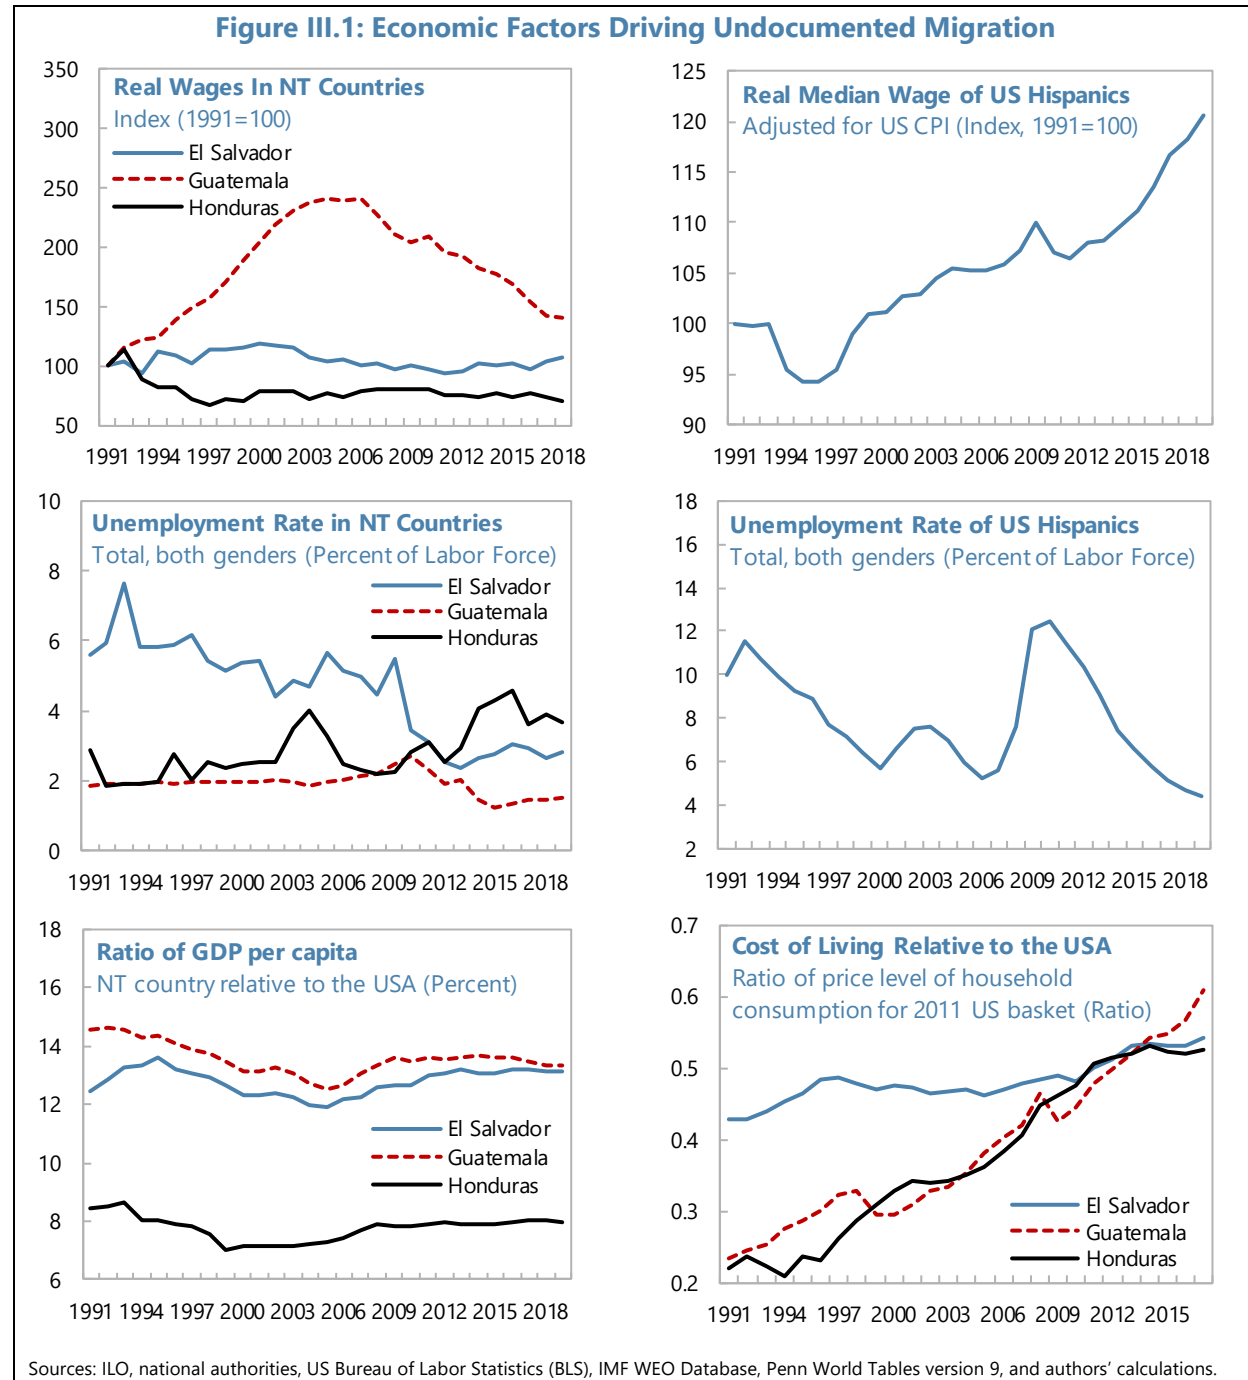 Figure III.1: Economic Factors Driving Undocumented Migration
Real Wages In NT Countries
Index (1991=100)
El Salvador
Guatemala
Honduras
350
300
250
200
150
100
50
1991 1994 1997 2000 2003 2006 2009 2012 2015 2018
Real Median Wage of US Hispanics
Adjusted for US CPI (Index, 1991=100)
125
120
115
110
105
100
95
90
1991 1994 1997 2000 2003 2006 2009 2012 2015 2018
Unemployment Rate in NT Countries
Total, both genders (Percent of Labor Force)
El Salvador
Guatemala
Honduras
10
8
6
4
2
0
1991 1994 1997 2000 2003 2006 2009 2012 2015 2018
Unemployment Rate of US Hispanics
Total, both genders (Percent of Labor Force)
18
16
14
12
10
8
6
4
2
1991 1994 1997 2000 2003 2006 2009 2012 2015 2018
Ratio of GDP per capita
NT country relative to the USA (Percent)
El Salvador
Guatemala
Honduras
18
16
14
12
10
8
6
1991 1994 1997 2000 2003 2006 2009 2012 2015 2018
Cost of Living Relative to the USA
Ratio of price level of household
consumption for 2011 US basket (Ratio)
El Salvador
Guatemala
Honduras
0.7
0.6
0.5
0.4
0.3
0.2
1991 1994 1997 2000 2003 2006 2009 2012 2015
Sources: ILO, national authorities, US Bureau of Labor Statistics (BLS), IMF WEO Database, Penn World Tables version 9, and authors' calculations.